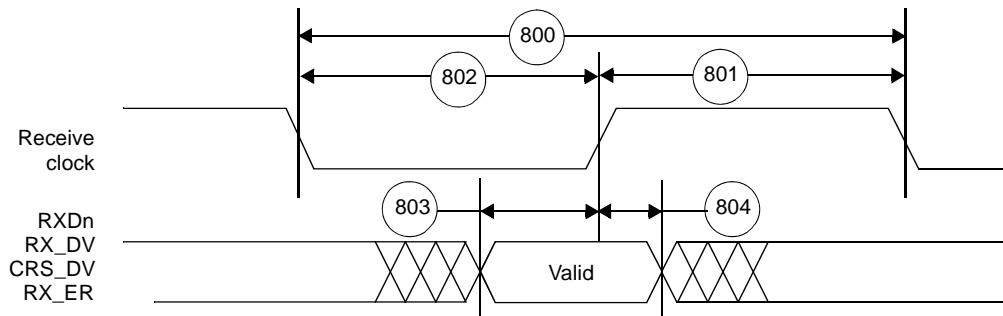 800
802
801
Receive
clock
803
804
RXDn
RX_DV
CRS_DV
RX_ER
Valid